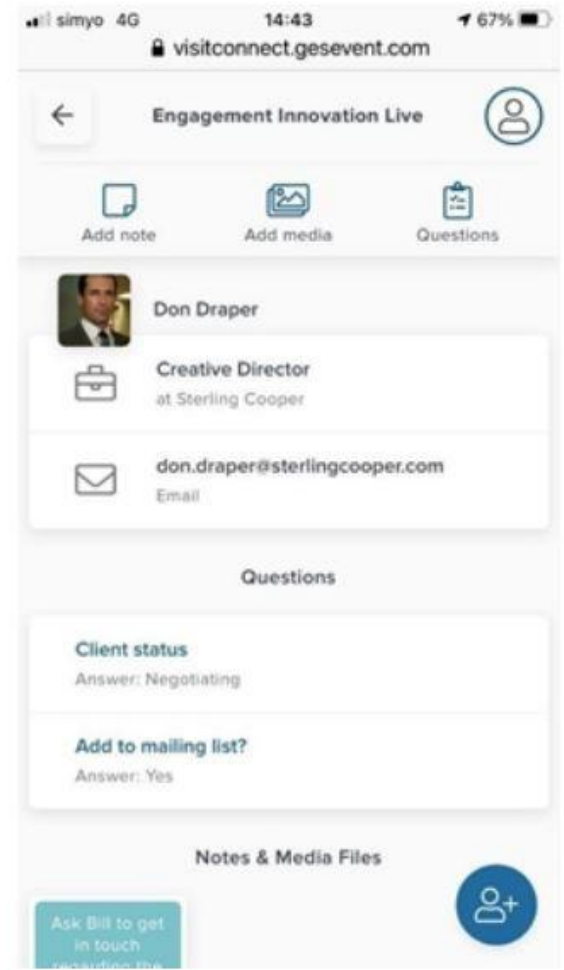 simyo 4G 14:43 67%
visitconnect.gesevent.com
Engagement Innovation Live
Add note Add media Questions
Don Draper
Creative Director
at Sterling Cooper
don.draper@sterlingcooper.com
Email
Questions
Client status
Answer: Negotiating
Add to mailing list?
Answer: Yes
Notes & Media Files
Ask Bill to get
in touch
regarding the